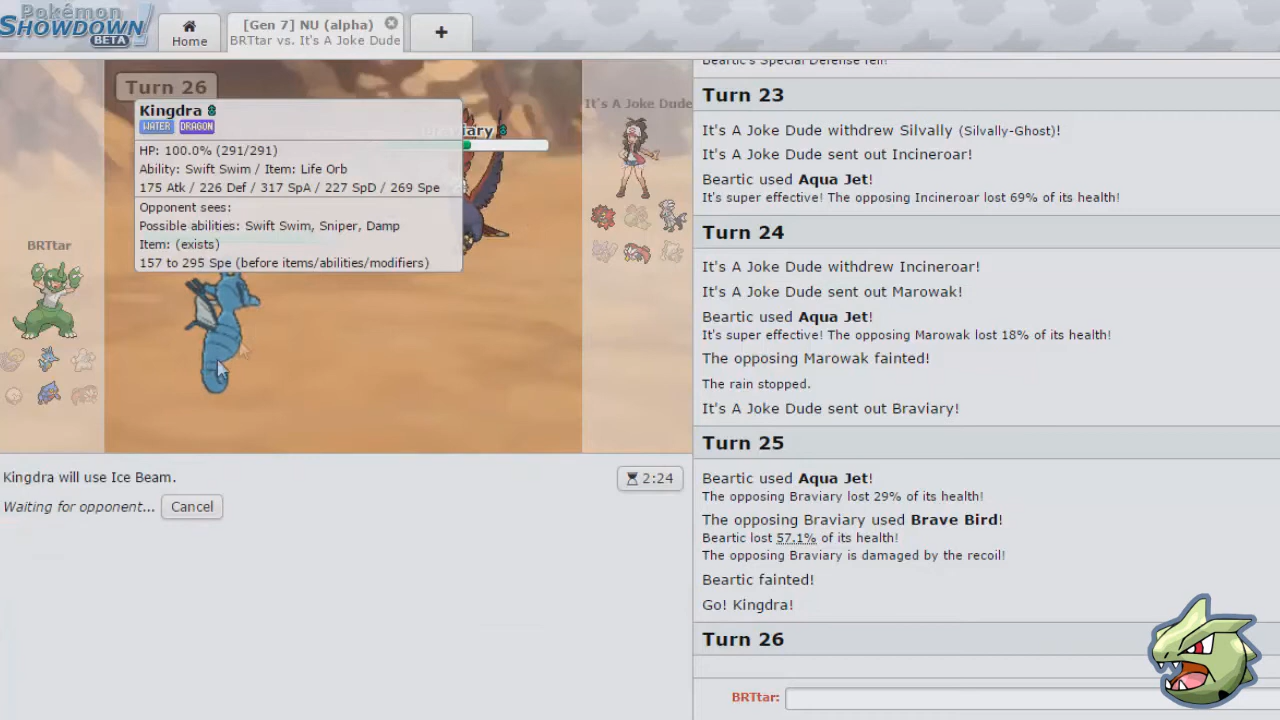 Pokémon
SHOWDOWN!
BETA
Home
[Gen 7] NU (alpha)
BRTtar vs. It's A Joke Dude
Turn 26
Kingdra
WATER DRAGON
HP: 100.0% (291/291)
Ability: Swift Swim / Item: Life Orb
175 Atk / 226 Def / 317 SpA / 227 SpD / 269 Spe
Opponent sees:
Possible abilities: Swift Swim, Sniper, Damp
Item: (exists)
157 to 295 Spe (before items/abilities/modifiers)
It's A Joke Dude
BRTtar
Kingdra will use Ice Beam.
Waiting for opponent... Cancel
2:24
Beartic's Special Defense fell!
Turn 23
It's A Joke Dude withdrew Silvally (Silvally-Ghost)!
It's A Joke Dude sent out Incineroar!
Beartic used Aqua Jet!
It's super effective! The opposing Incineroar lost 69% of its health!
Turn 24
It's A Joke Dude withdrew Incineroar!
It's A Joke Dude sent out Marowak!
Beartic used Aqua Jet!
It's super effective! The opposing Marowak lost 18% of its health!
The opposing Marowak fainted!
The rain stopped.
It's A Joke Dude sent out Braviary!
Turn 25
Beartic used Aqua Jet!
The opposing Braviary lost 29% of its health!
The opposing Braviary used Brave Bird!
Beartic lost 57.1% of its health!
The opposing Braviary is damaged by the recoil!
Beartic fainted!
Go! Kingdra!
Turn 26
BRTtar: